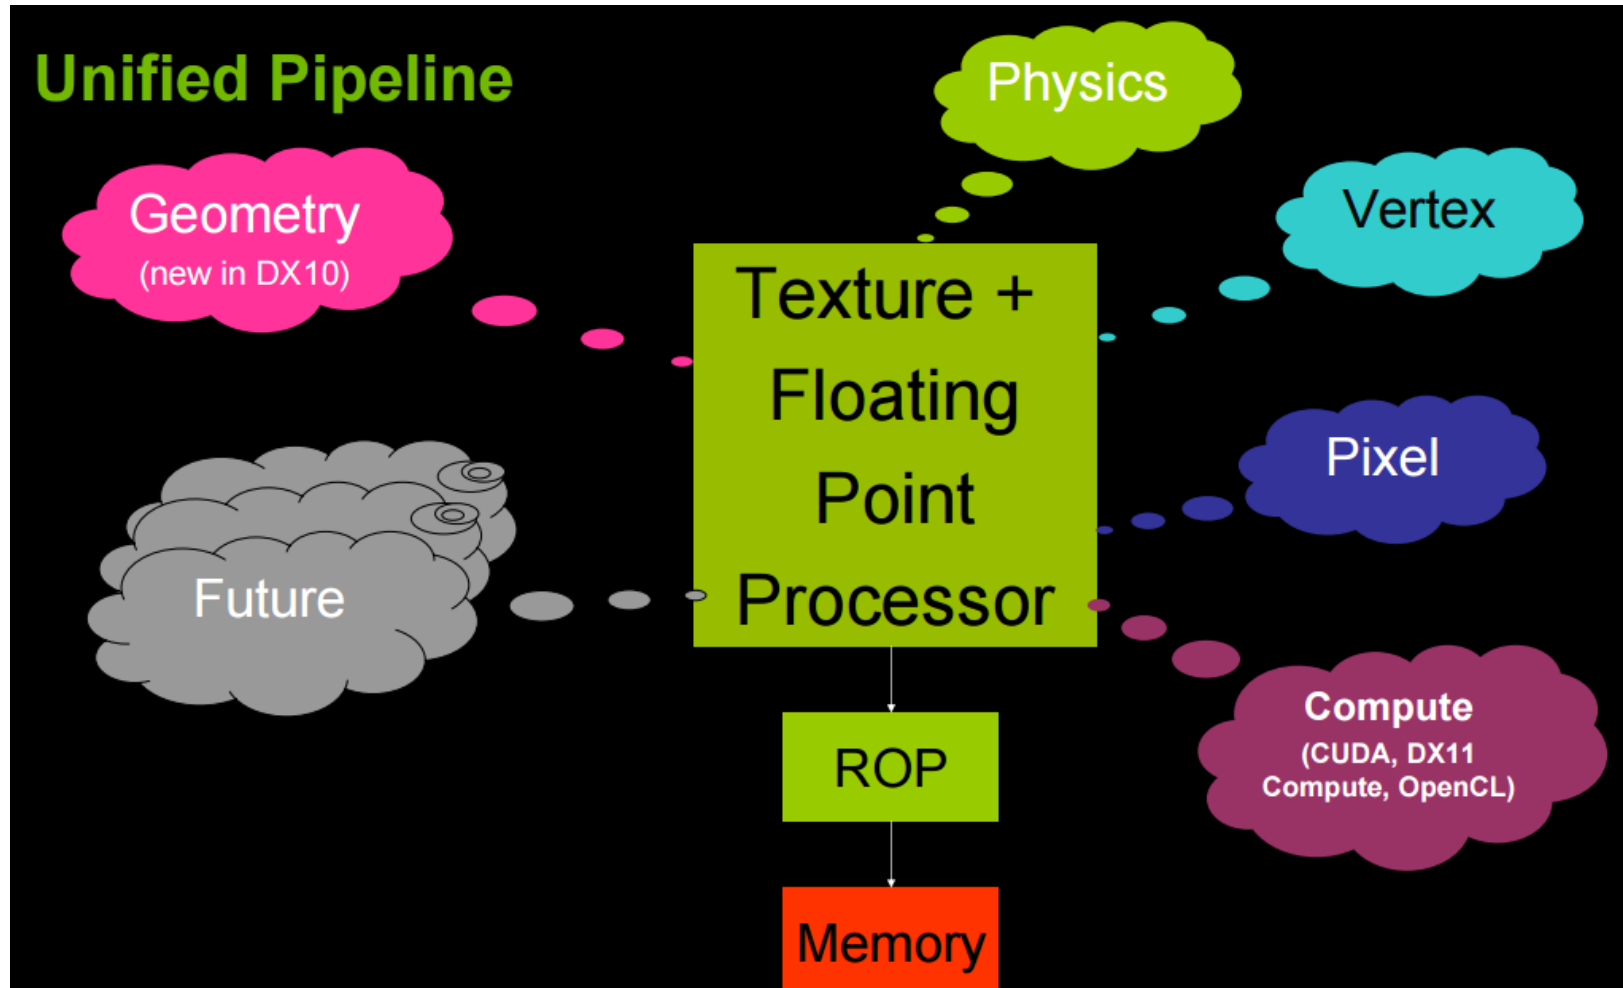 Unified Pipeline
Physics
Geometry
(new in DX10)
Vertex
Texture +
Floating
Point
Processor
Pixel
Future
Compute
(CUDA, DX11
Compute, OpenCL)
ROP
Memory